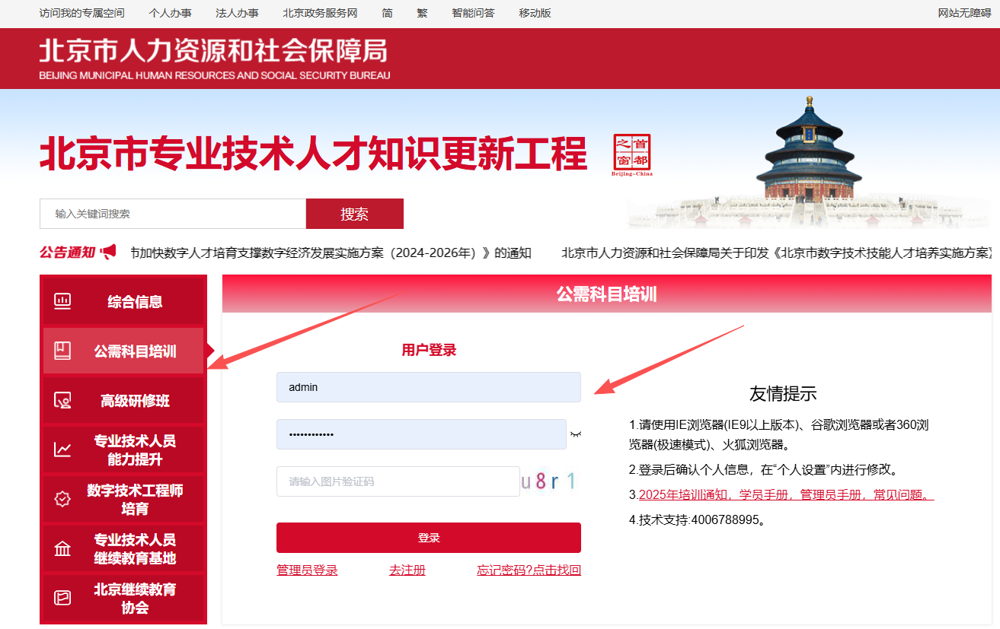 访问我的专属空间 个人办事 法人办事 北京政务服务网 简 繁 智能问答 移动版 网站无障碍
北京市人力资源和社会保障局
BEIJING MUNICIPAL HUMAN RESOURCES AND SOCIAL SECURITY BUREAU
北京市专业技术人才知识更新工程
首都之窗
Beijing-China
输入关键词搜索 搜索
公告通知 市加快数字人才培育支撑数字经济发展实施方案（2024-2026年）》的通知 北京市人力资源和社会保障局关于印发《北京市数字技术技能人才培养实施方案》
综合信息
公需科目培训
高级研修班
专业技术人员
能力提升
数字技术工程师
培育
专业技术人员
继续教育基地
北京继续教育
协会
公需科目培训
用户登录
admin
••••••••••••
请输入图片验证码 u8r1
登录
管理员登录 去注册 忘记密码?点击找回
友情提示
1.请使用IE浏览器(IE9以上版本)、谷歌浏览器或者360浏
览器(极速模式)、火狐浏览器。
2.登录后确认个人信息，在“个人设置”内进行修改。
3.2025年培训通知，学员手册，管理员手册，常见问题。
4.技术支持:4006788995。